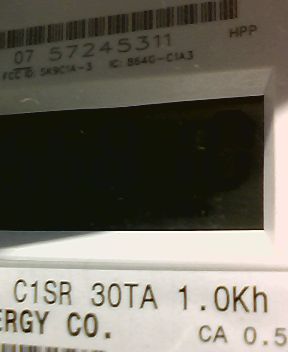 07 57245311
HPP
FCC ID: SK9C1A-3 IC: 864G-C1A3
C1SR 30TA 1.0Kh
ERGY CO.
CA 0.5